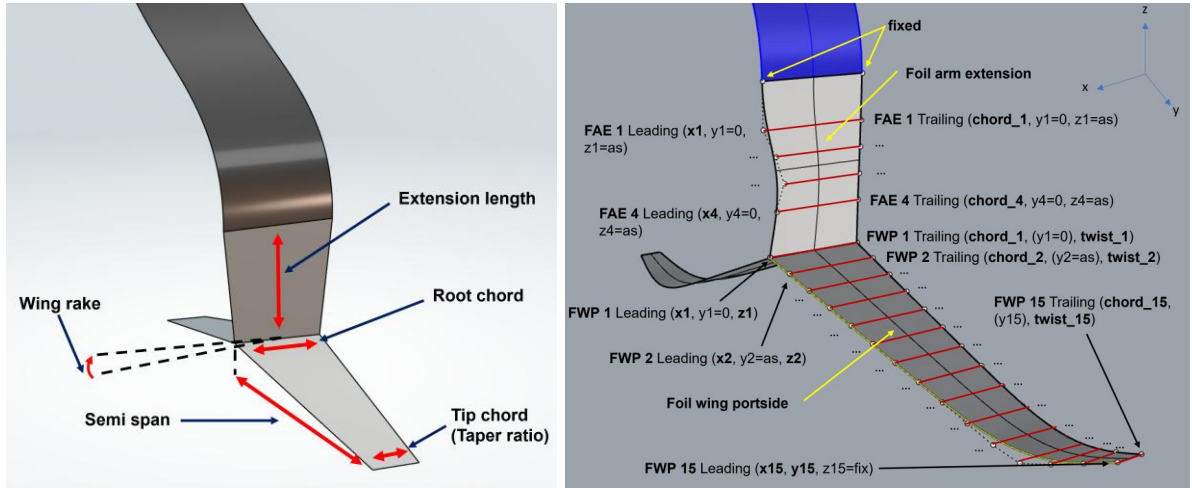 Extension length
Wing rake
Root chord
Semi span
Tip chord
(Taper ratio)
fixed
z
x
y
Foil arm extension
FAE 1 Leading (x1, y1=0,
z1=as)
FAE 1 Trailing (chord_1, y1=0, z1=as)
...
...
...
...
FAE 4 Leading (x4, y4=0,
z4=as)
FAE 4 Trailing (chord_4, y4=0, z4=as)
FWP 1 Trailing (chord_1, (y1=0), twist_1)
FWP 2 Trailing (chord_2, (y2=as), twist_2)
FWP 15 Trailing (chord_15,
(y15), twist_15)
FWP 1 Leading (x1, y1=0, z1)
FWP 2 Leading (x2, y2=as, z2)
...
...
...
...
...
...
...
...
...
...
...
...
...
...
Foil wing portside
FWP 15 Leading (x15, y15, z15=fix)